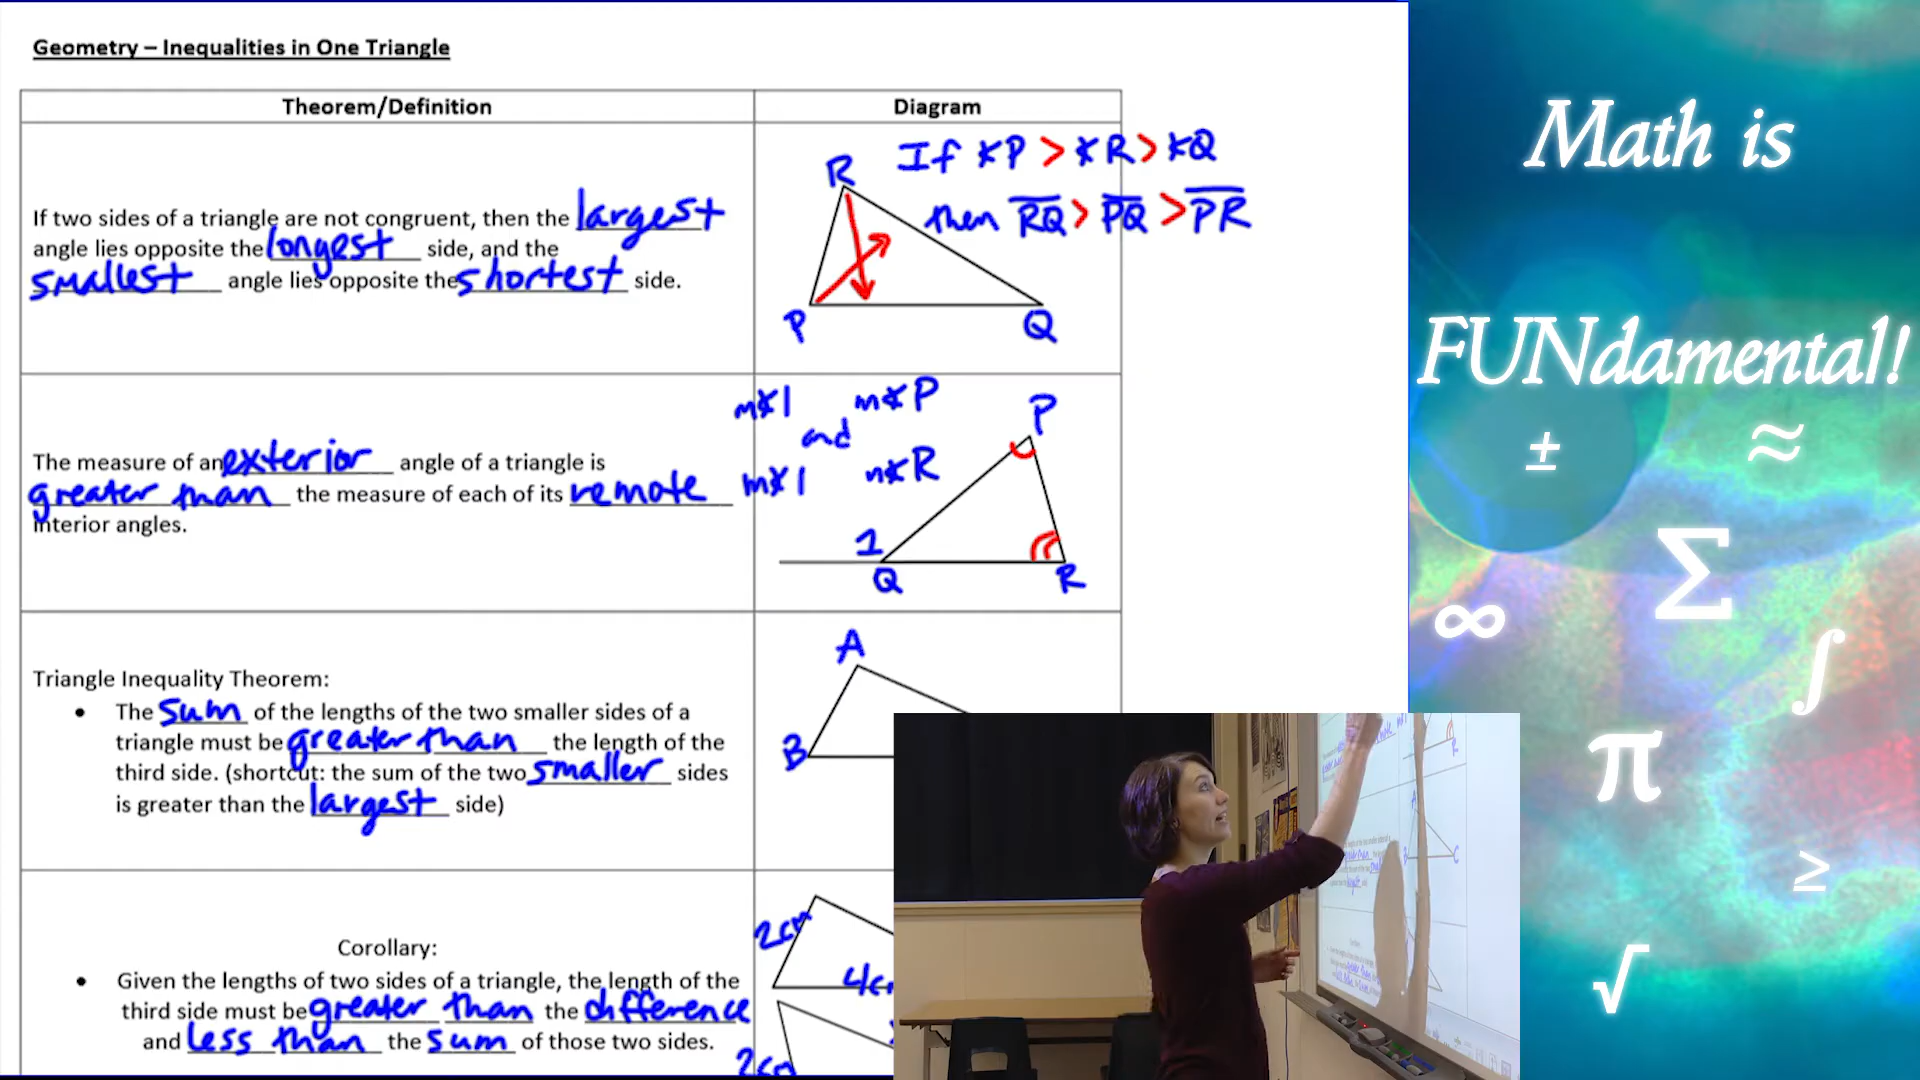 Geometry – Inequalities in One Triangle
Theorem/Definition
Diagram
If two sides of a triangle are not congruent, then the largest
angle lies opposite the longest side, and the
smallest angle lies opposite the shortest side.
If ∡P > ∡R > ∡Q
then RQ > PQ > PR
R
P
Q
The measure of an exterior angle of a triangle is
greater than the measure of each of its remote
interior angles.
m∡1 m∡P
and
m∡1 m∡R
P
1
Q
R
Triangle Inequality Theorem:
• The sum of the lengths of the two smaller sides of a
triangle must be greater than the length of the
third side. (shortcut: the sum of the two smaller sides
is greater than the largest side)
A
B
Corollary:
• Given the lengths of two sides of a triangle, the length of the
third side must be greater than the difference
and less than the sum of those two sides.
2cm
4cm
2cm
Math is
FUNdamental!
± ≈
Σ
∞
∫
π
≥
√